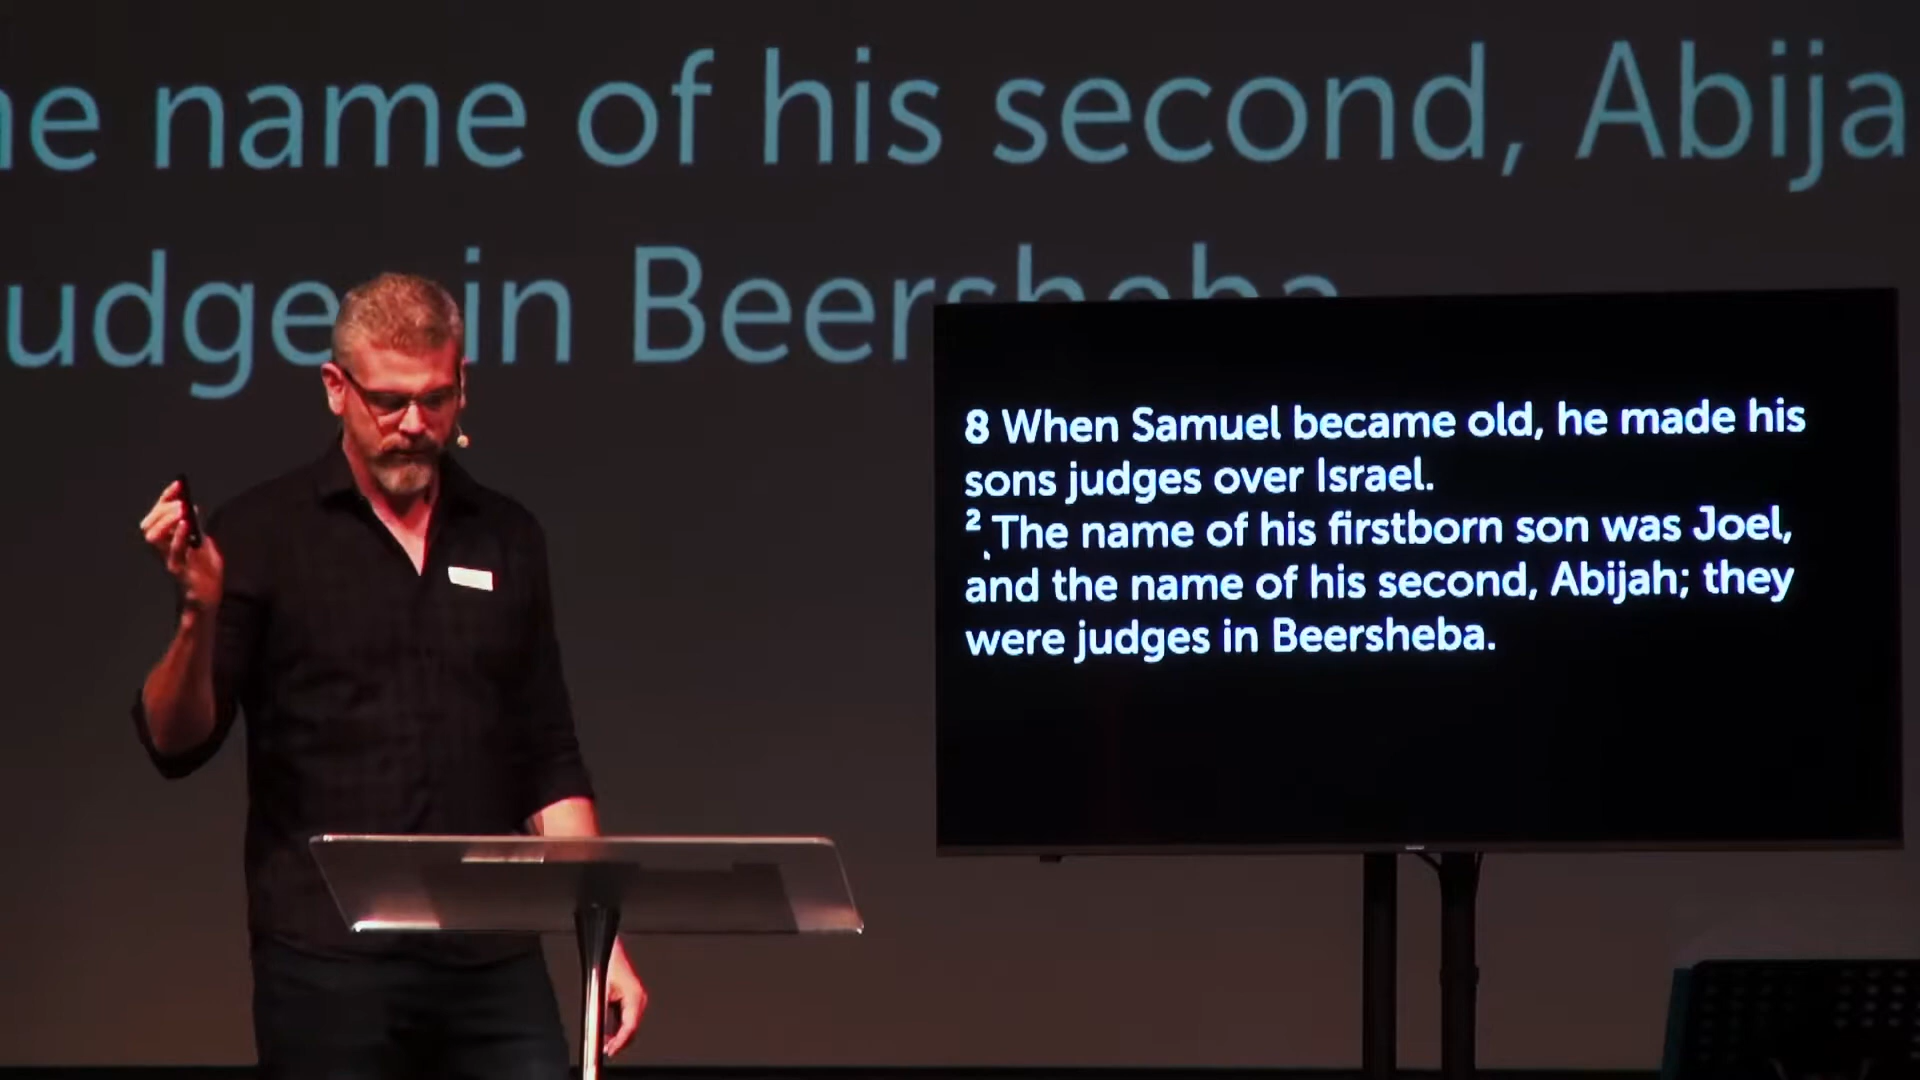 he name of his second, Abija
udge in Beersheba
8 When Samuel became old, he made his
sons judges over Israel.
² The name of his firstborn son was Joel,
and the name of his second, Abijah; they
were judges in Beersheba.